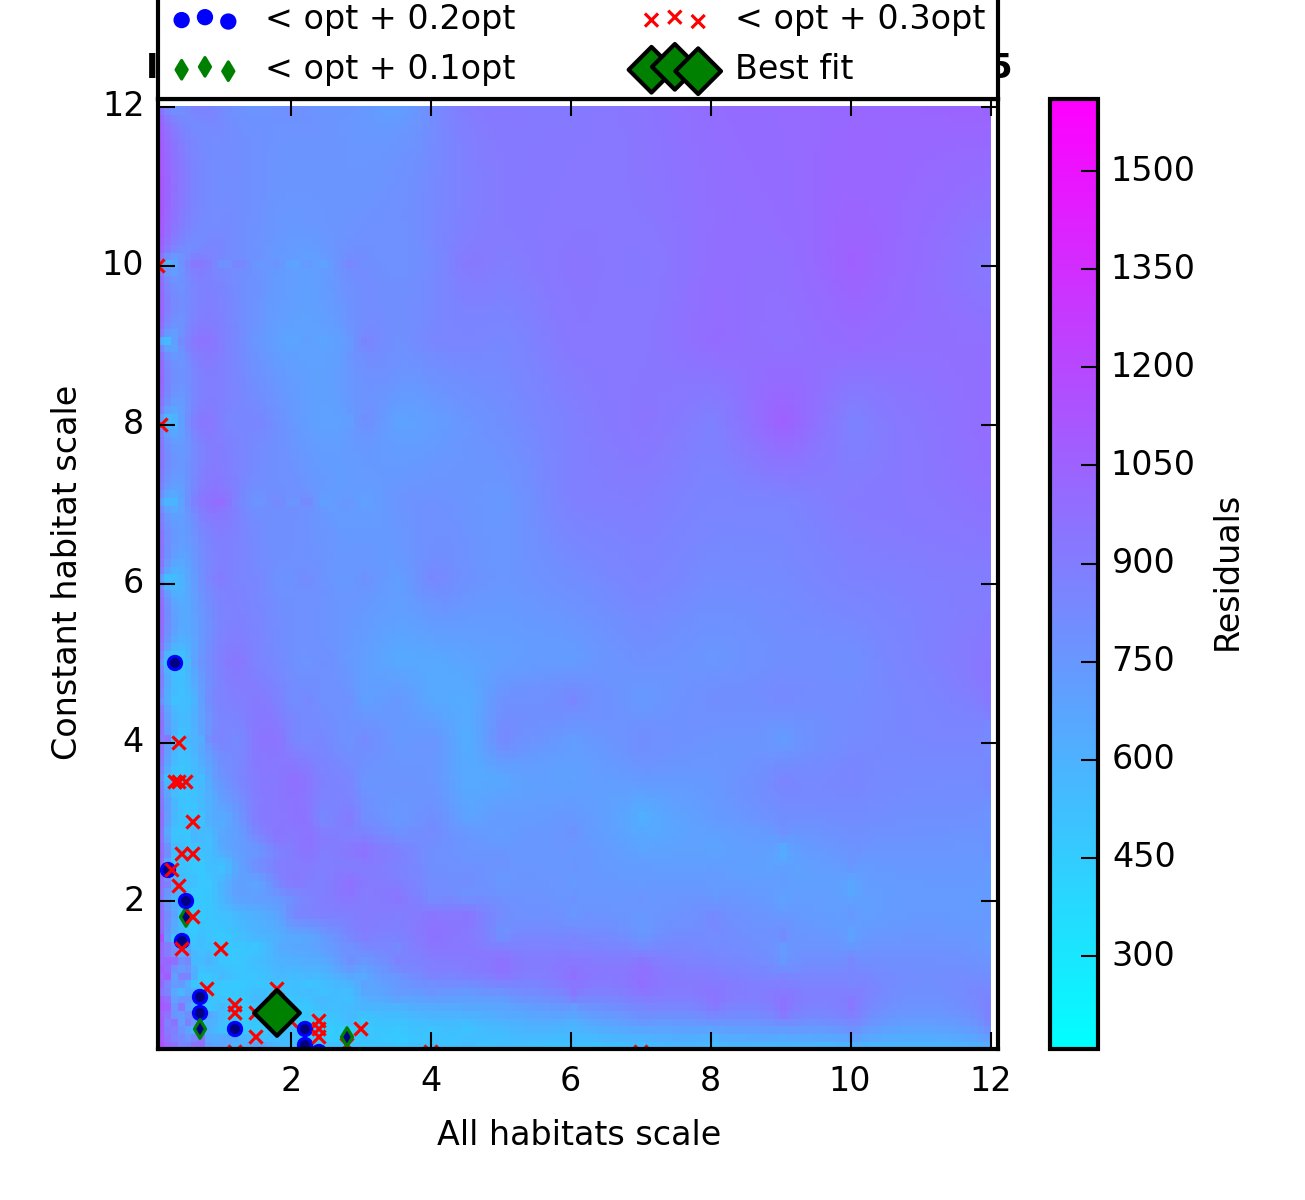 < opt + 0.2opt < opt + 0.3opt
< opt + 0.1opt Best fit
12
10
8
6
4
2
Constant habitat scale
2 4 6 8 10 12
All habitats scale
1500
1350
1200
1050
900
750
600
450
300
Residuals